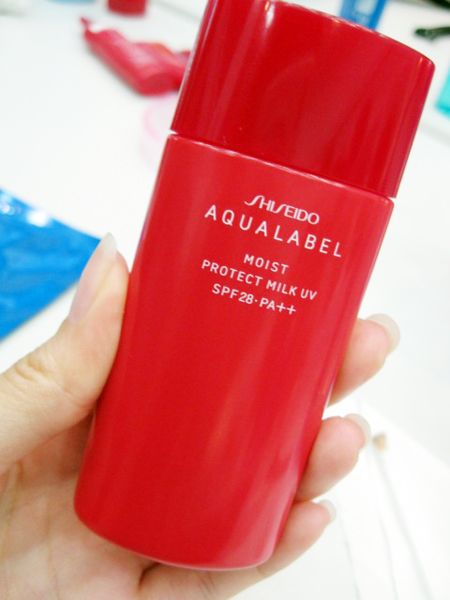 SHISEIDO
AQUALABEL
MOIST
PROTECT MILK UV
SPF28·PA++